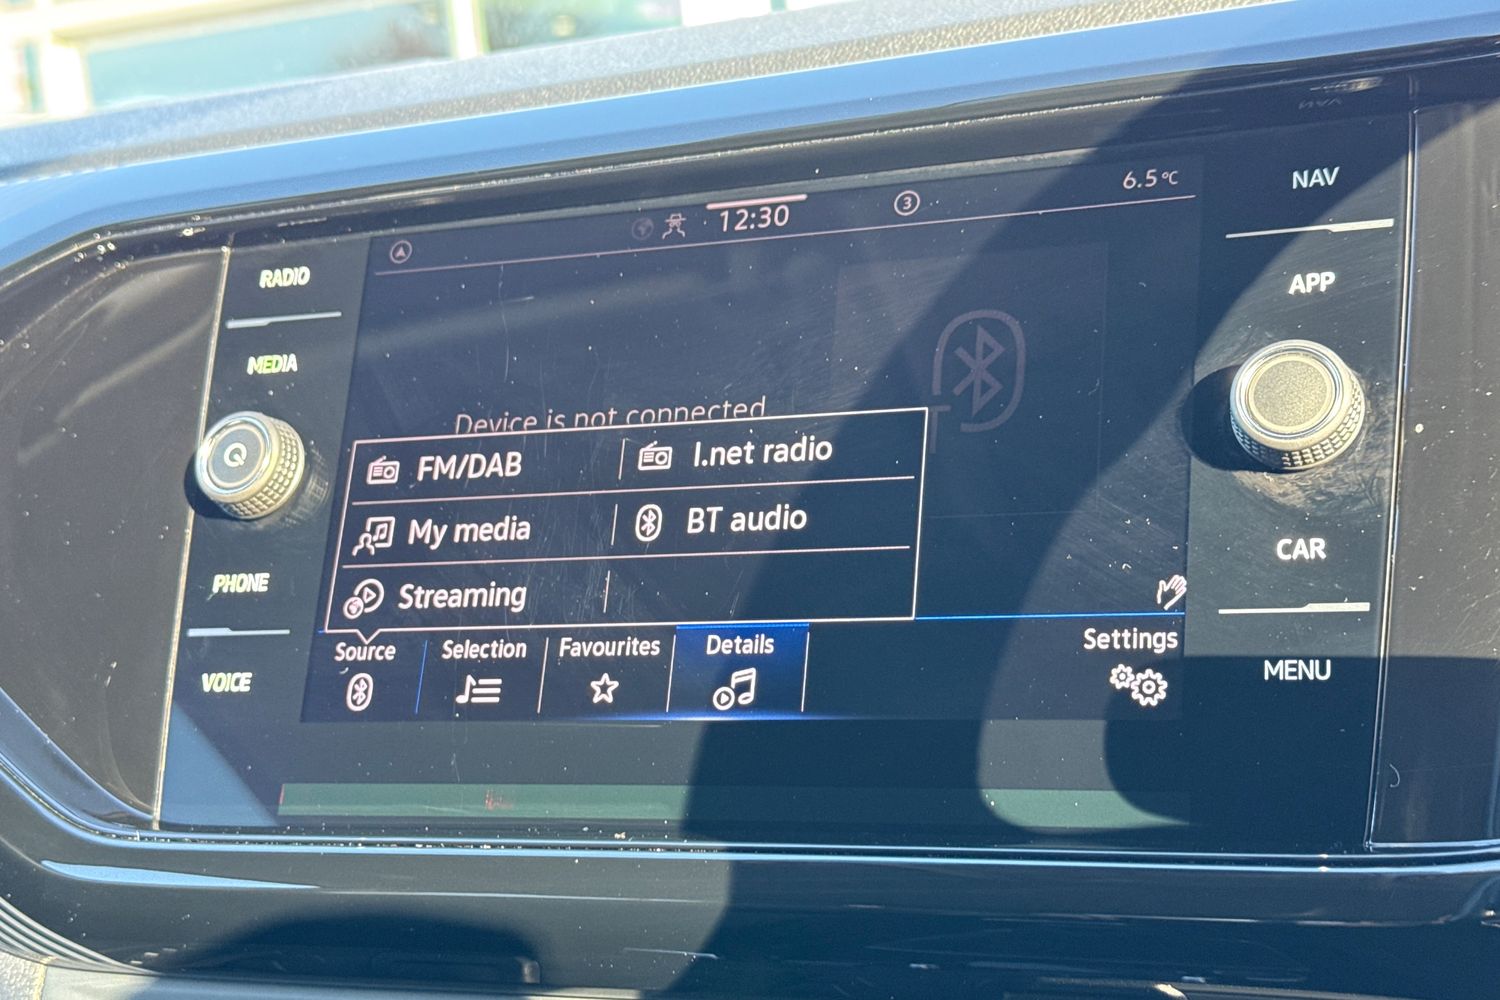 NAV
6.5°C
12:30
3
RADIO
APP
MEDIA
Device is not connected.
FM/DAB
I.net radio
My media
BT audio
Streaming
CAR
PHONE
Source
Selection
Favourites
Details
Settings
VOICE
MENU